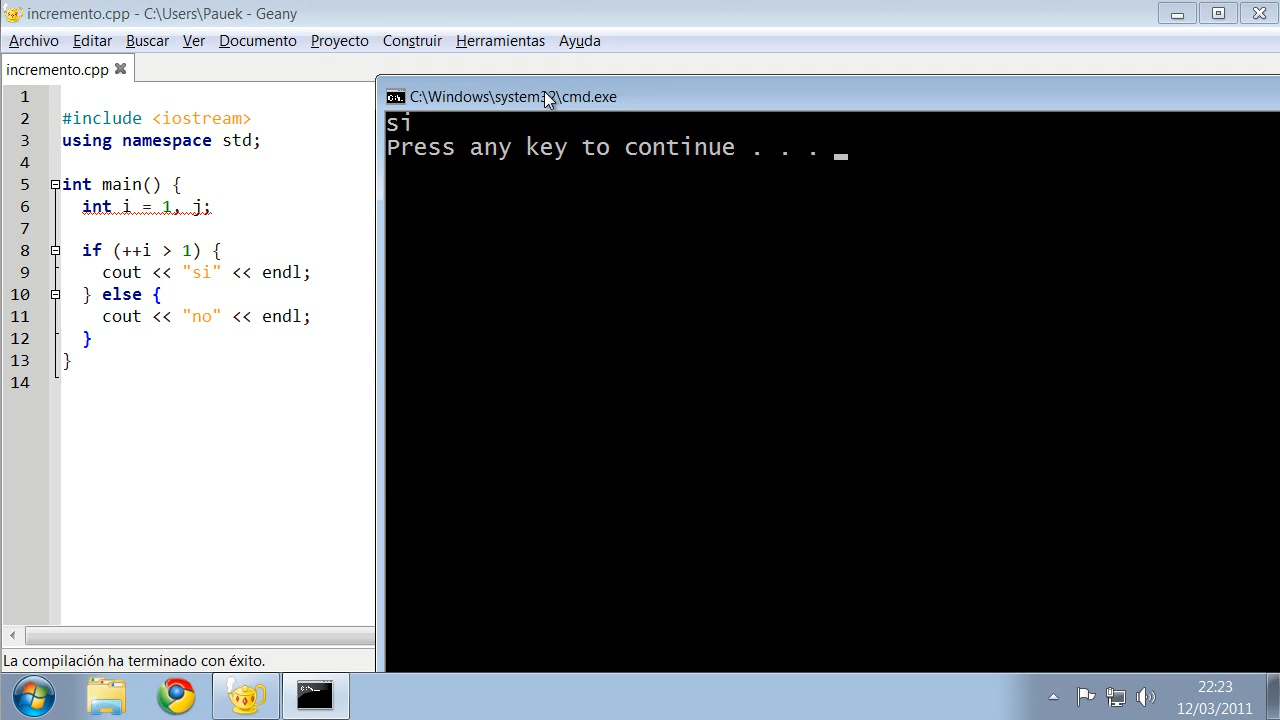 incremento.cpp - C:\Users\Pauek - Geany
Archivo Editar Buscar Ver Documento Proyecto Construir Herramientas Ayuda
incremento.cpp
1
2 #include <iostream>
3 using namespace std;
4
5 int main() {
6 int i = 1, j;
7
8 if (++i > 1) {
9 cout << "si" << endl;
10 } else {
11 cout << "no" << endl;
12 }
13 }
14
C:\Windows\system32\cmd.exe
si
Press any key to continue . . . _
La compilación ha terminado con éxito.
22:23
12/03/2011